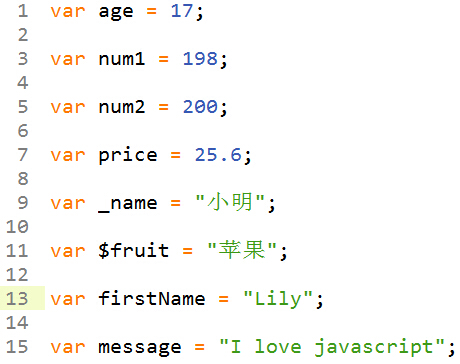 1 var age = 17;
2
3 var num1 = 198;
4
5 var num2 = 200;
6
7 var price = 25.6;
8
9 var _name = "小明";
10
11 var $fruit = "苹果";
12
13 var firstName = "Lily";
14
15 var message = "I love javascript";